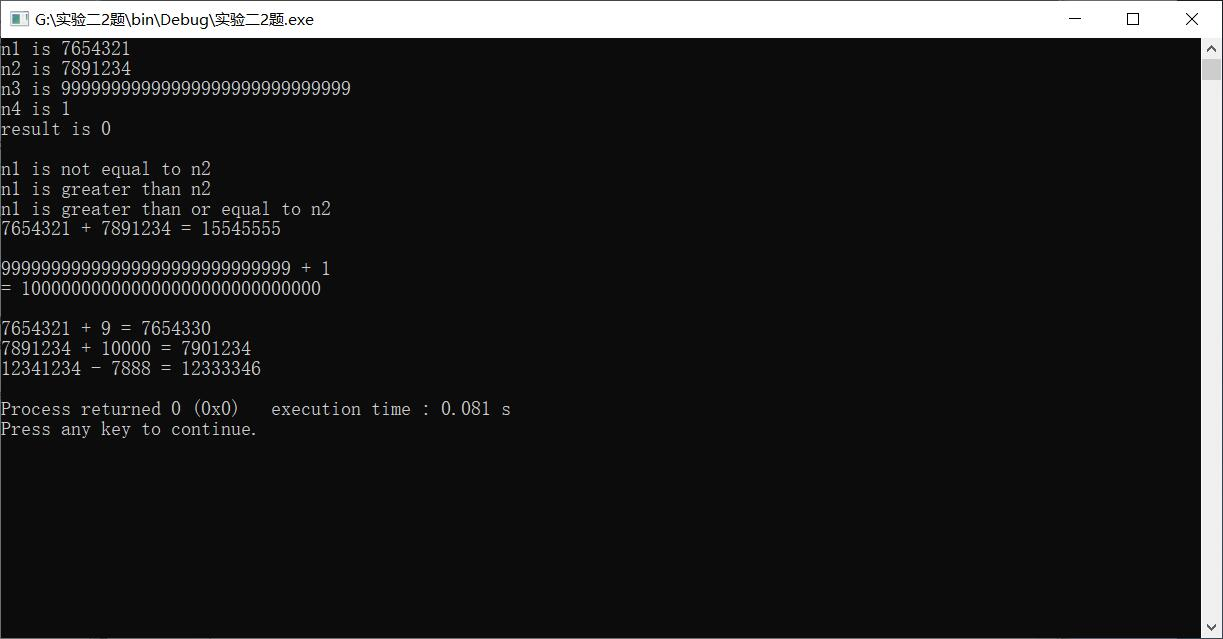 G:\实验二2题\bin\Debug\实验二2题.exe
n1 is 7654321
n2 is 7891234
n3 is 99999999999999999999999999999
n4 is 1
result is 0
n1 is not equal to n2
n1 is greater than n2
n1 is greater than or equal to n2
7654321 + 7891234 = 15545555
99999999999999999999999999999 + 1
= 100000000000000000000000000000
7654321 + 9 = 7654330
7891234 + 10000 = 7901234
12341234 - 7888 = 12333346
Process returned 0 (0x0)   execution time : 0.081 s
Press any key to continue.